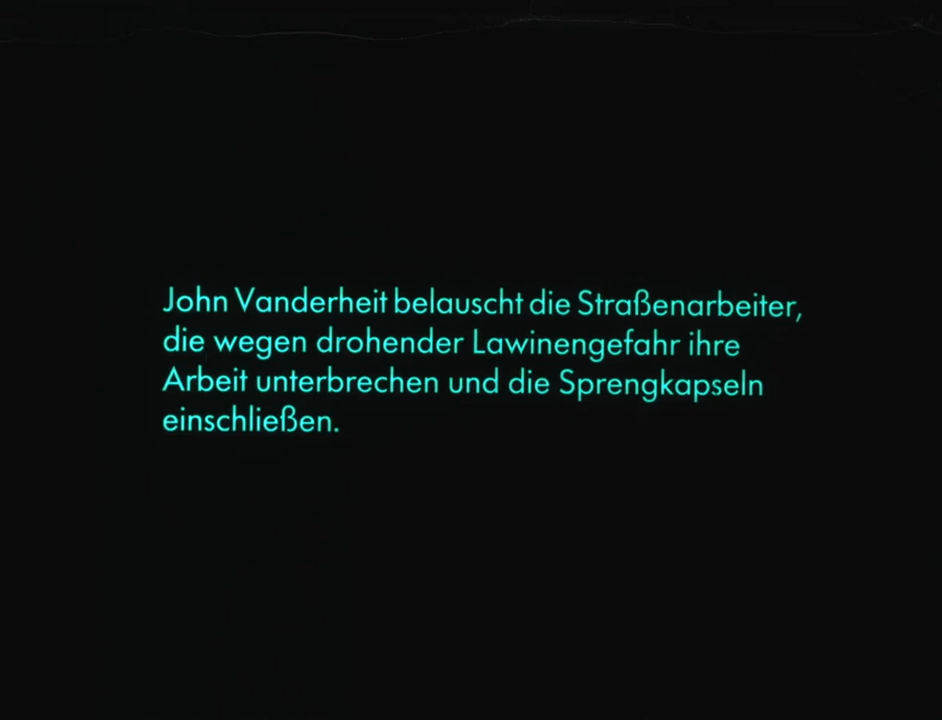 John Vanderheit belauscht die Straßenarbeiter,
die wegen drohender Lawinengefahr ihre
Arbeit unterbrechen und die Sprengkapseln
einschließen.